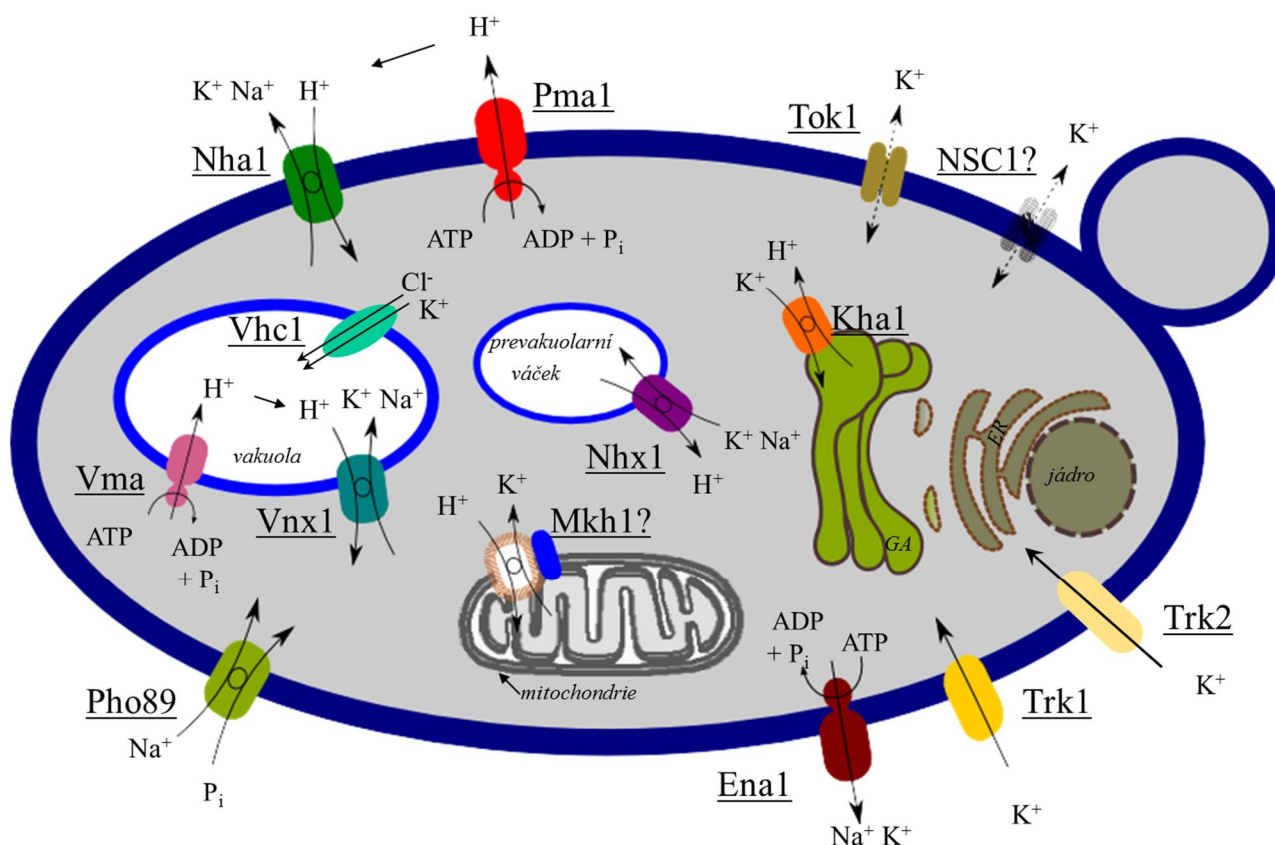 H⁺
K⁺ Na⁺ H⁺
Pma1
Nha1
ATP
ADP + Pᵢ
Tok1
K⁺
NSC1?
K⁺
Cl⁻
K⁺
Vhc1
H⁺
H⁺
K⁺ Na⁺
vakuola
Vma
ATP
ADP
+ Pᵢ
Vnx1
prevakuolarní
váček
Nhx1
K⁺ Na⁺
H⁺
H⁺
K⁺
Kha1
GA
ER
jádro
K⁺
H⁺
Mkh1?
mitochondrie
Pho89
Na⁺
Pᵢ
ADP
+ Pᵢ
ATP
Ena1
Na⁺ K⁺
Trk1
K⁺
Trk2
K⁺